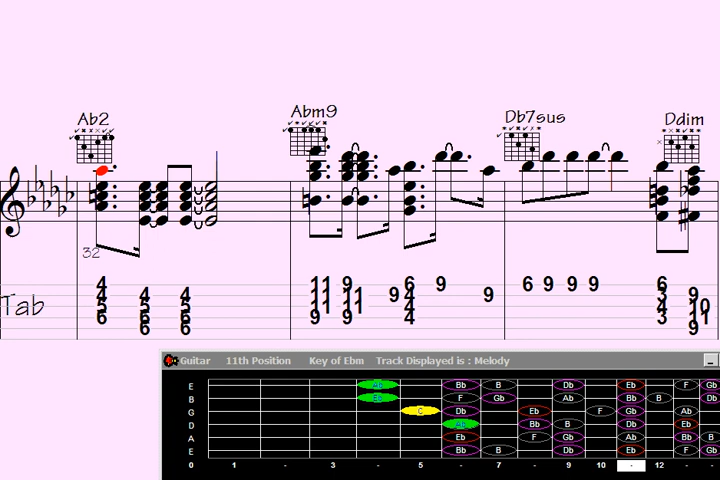 Ab2 Abm9 Db7sus Ddim
32
Tab
4 11 9 6 9 6 9 9 9 6
4 4 4 11 11 9 4 9 3 9
5 5 5 11 11 4 4 10
6 6 6 9 9 4 3 11
6 6 9
Guitar 11th Position Key of Ebm Track Displayed is : Melody
E Ab Bb B Db Eb F Gb
B Eb F Gb Ab Bb B Db
G C Db Eb F Gb Ab
D Ab Bb B Db Eb
A Eb F Gb Ab Bb B
E Bb B Db Eb F Gb
0 1 - 3 - 5 - 7 - 9 10 - 12 - -